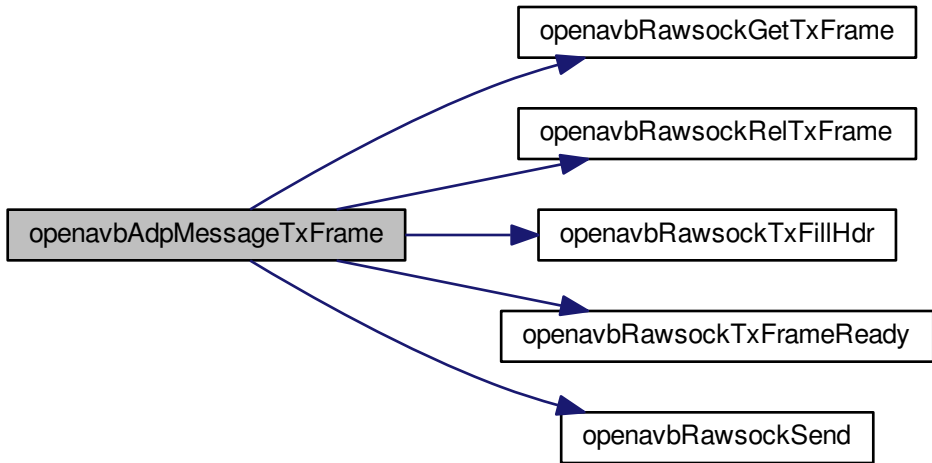 openavbRawsockGetTxFrame
openavbRawsockRelTxFrame
openavbAdpMessageTxFrame
openavbRawsockTxFillHdr
openavbRawsockTxFrameReady
openavbRawsockSend